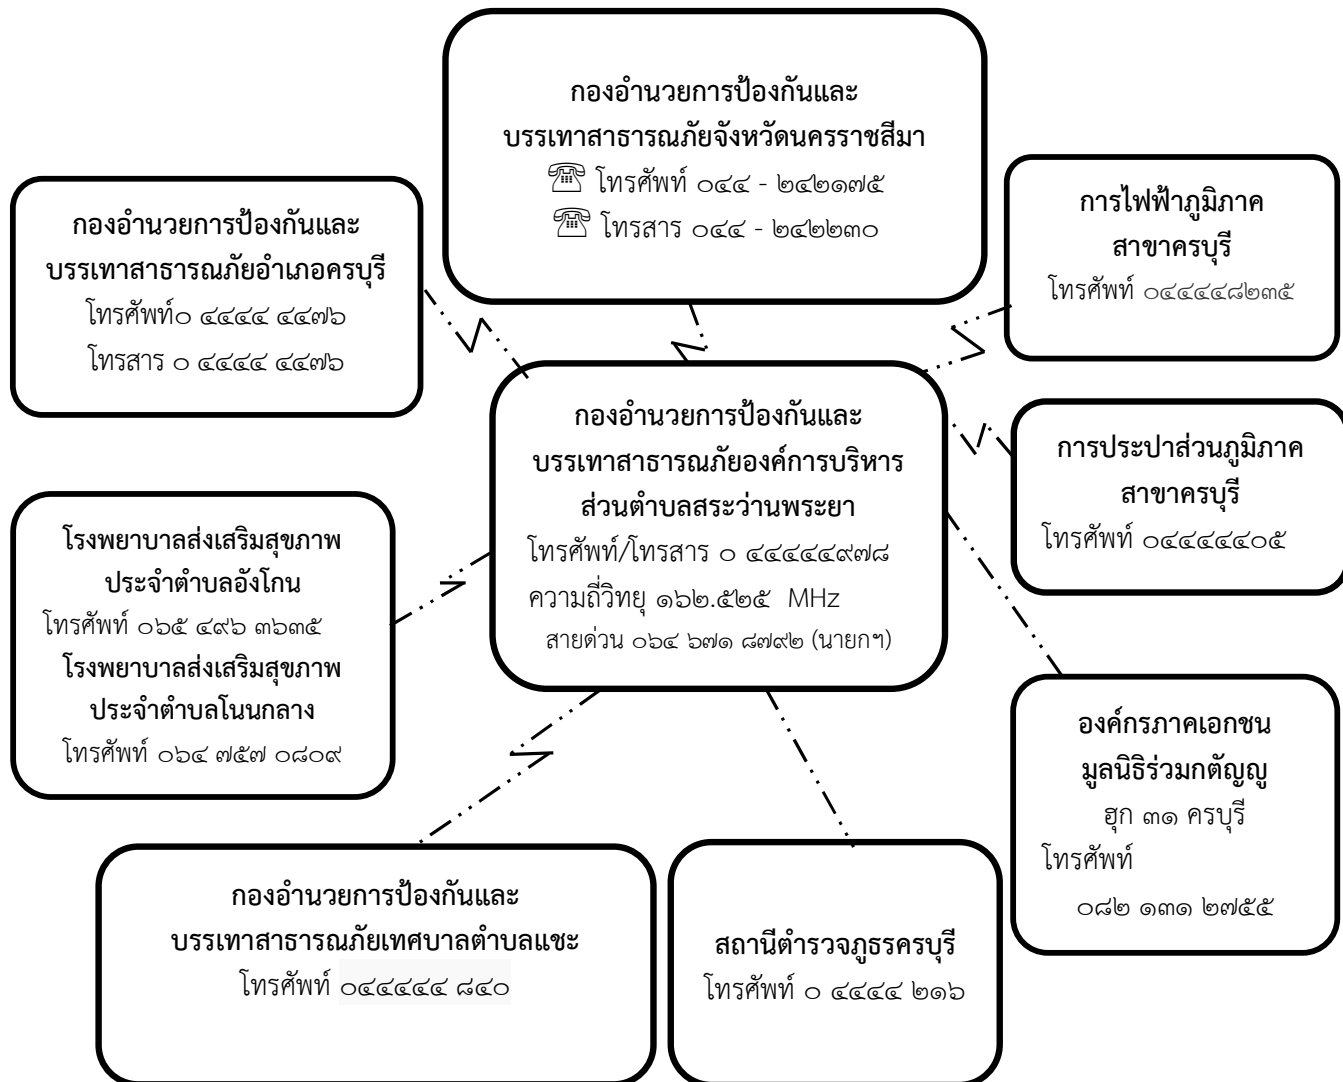 กองอำนวยการป้องกันและ
บรรเทาสาธารณภัยจังหวัดนครราชสีมา
☏ โทรศัพท์ ๐๔๔ - ๒๔๒๑๗๕
☏ โทรสาร ๐๔๔ - ๒๔๒๒๓๐
กองอำนวยการป้องกันและ
บรรเทาสาธารณภัยอำเภอครบุรี
โทรศัพท์๐ ๔๔๔๔ ๔๔๗๖
โทรสาร ๐ ๔๔๔๔ ๔๔๗๖
การไฟฟ้าภูมิภาค
สาขาครบุรี
โทรศัพท์ ๐๔๔๔๔๘๒๓๕
กองอำนวยการป้องกันและ
บรรเทาสาธารณภัยองค์การบริหาร
ส่วนตำบลสระว่านพระยา
โทรศัพท์/โทรสาร ๐ ๔๔๔๔๔๙๗๘
ความถี่วิทยุ ๑๖๒.๕๒๕ MHz
สายด่วน ๐๖๔ ๖๗๑ ๘๗๙๒ (นายกฯ)
การประปาส่วนภูมิภาค
สาขาครบุรี
โทรศัพท์ ๐๔๔๔๔๔๐๕
โรงพยาบาลส่งเสริมสุขภาพ
ประจำตำบลอังโกน
โทรศัพท์ ๐๖๕ ๔๙๖ ๓๖๓๕
โรงพยาบาลส่งเสริมสุขภาพ
ประจำตำบลโนนกลาง
โทรศัพท์ ๐๖๔ ๗๕๗ ๐๘๐๙
องค์กรภาคเอกชน
มูลนิธิร่วมกตัญญู
ฮุก ๓๑ ครบุรี
โทรศัพท์
๐๘๒ ๑๓๑ ๒๗๕๕
กองอำนวยการป้องกันและ
บรรเทาสาธารณภัยเทศบาลตำบลแชะ
โทรศัพท์ ๐๔๔๔๔๔ ๘๔๐
สถานีตำรวจภูธรครบุรี
โทรศัพท์ ๐ ๔๔๔๔ ๒๑๖